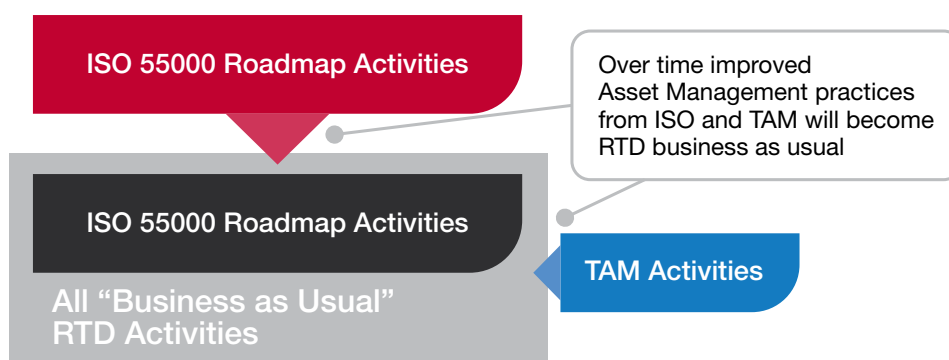 ISO 55000 Roadmap Activities
Over time improved
Asset Management practices
from ISO and TAM will become
RTD business as usual
ISO 55000 Roadmap Activities
TAM Activities
All “Business as Usual”
RTD Activities